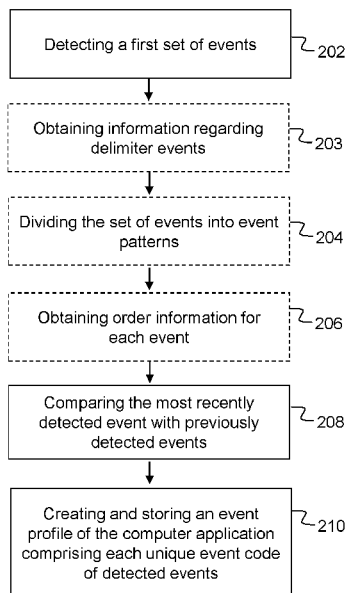 Detecting a first set of events
202
Obtaining information regarding
delimiter events
203
Dividing the set of events into event
patterns
204
Obtaining order information for
each event
206
Comparing the most recently
detected event with previously
detected events
208
Creating and storing an event
profile of the computer application
comprising each unique event code
of detected events
210